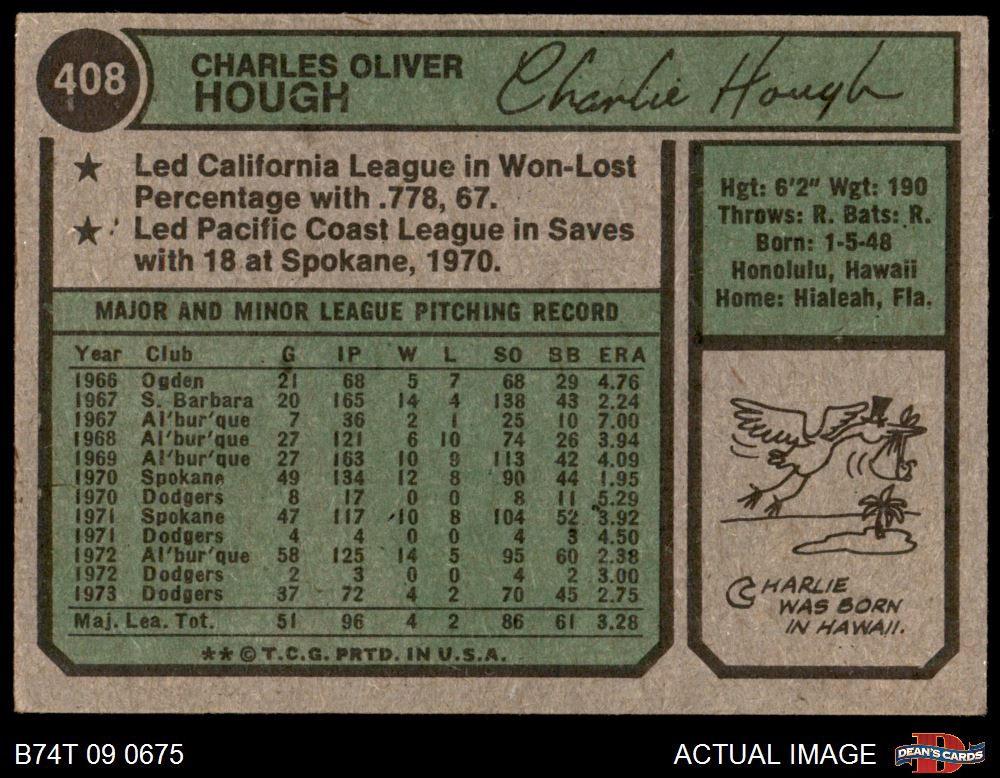 408
CHARLES OLIVER
HOUGH
Charlie Hough
★ Led California League in Won-Lost
Percentage with .778, 67.
★ Led Pacific Coast League in Saves
with 18 at Spokane, 1970.
MAJOR AND MINOR LEAGUE PITCHING RECORD
Year Club G IP W L SO BB ERA
1966 Ogden 21 68 5 7 68 29 4.76
1967 S. Barbara 20 165 14 4 138 43 2.24
1967 Al'bur'que 7 36 2 1 25 10 7.00
1968 Al'bur'que 27 121 6 10 74 26 3.94
1969 Al'bur'que 27 163 10 9 113 42 4.09
1970 Spokane 49 134 12 8 90 44 1.95
1970 Dodgers 8 17 0 0 8 11 5.29
1971 Spokane 47 117 10 8 104 52 3.92
1971 Dodgers 4 4 0 0 4 3 4.50
1972 Al'bur'que 58 125 14 5 95 60 2.38
1972 Dodgers 2 3 0 0 4 2 3.00
1973 Dodgers 37 72 4 2 70 45 2.75
Maj. Lea. Tot. 51 96 4 2 86 61 3.28
** © T.C.G. PRTD. IN U.S.A.
Hgt: 6'2" Wgt: 190
Throws: R. Bats: R.
Born: 1-5-48
Honolulu, Hawaii
Home: Hialeah, Fla.
CHARLIE
WAS BORN
IN HAWAII.
B74T 09 0675
ACTUAL IMAGE
D
DEAN'S CARDS